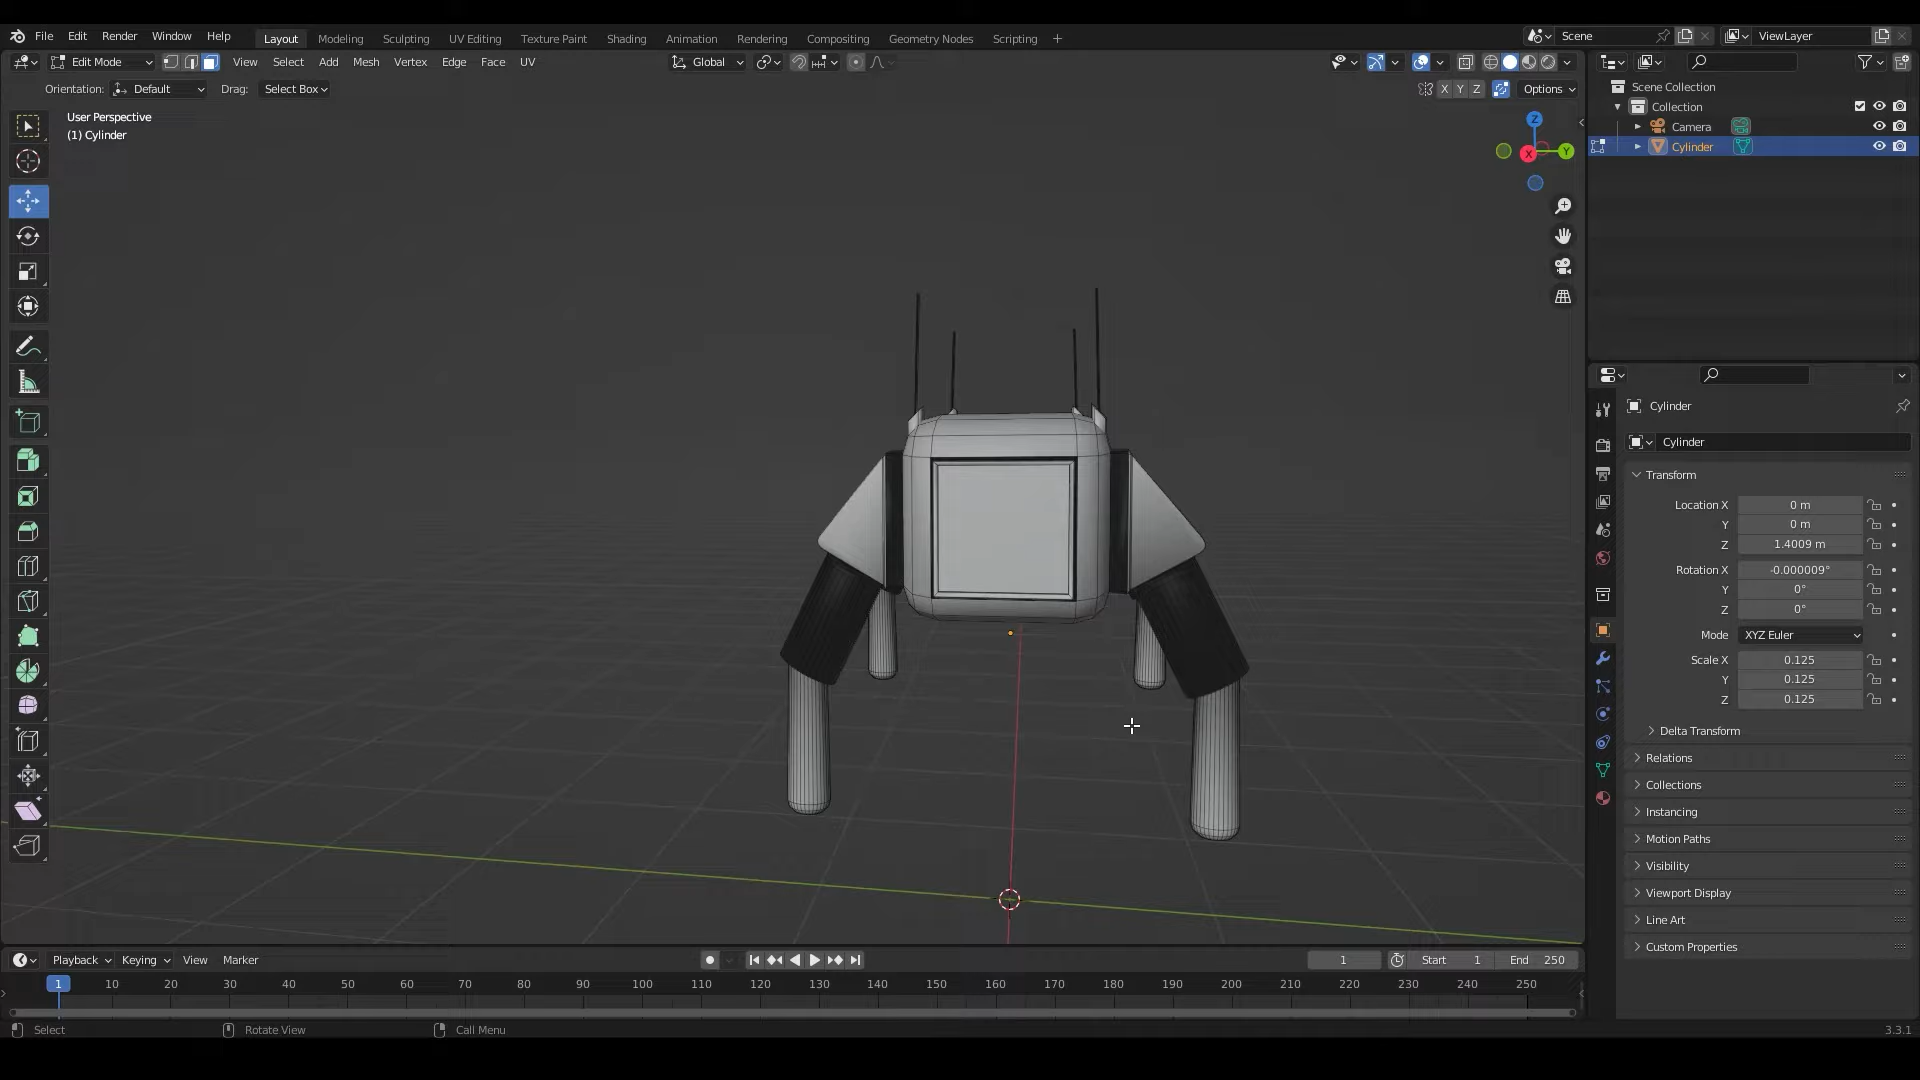 File Edit Render Window Help Layout Modeling Sculpting UV Editing Texture Paint Shading Animation Rendering Compositing Geometry Nodes Scripting + Scene ViewLayer
Edit Mode View Select Add Mesh Vertex Edge Face UV Global
Orientation: Default Drag: Select Box X Y Z Options
User Perspective
(1) Cylinder
Z
X Y
Scene Collection
Collection
Camera
Cylinder
Cylinder
Cylinder
Transform
Location X 0 m
Y 0 m
Z 1.4009 m
Rotation X -0.000009°
Y 0°
Z 0°
Mode XYZ Euler
Scale X 0.125
Y 0.125
Z 0.125
Delta Transform
Relations
Collections
Instancing
Motion Paths
Visibility
Viewport Display
Line Art
Custom Properties
Playback Keying View Marker 1 Start 1 End 250
1 10 20 30 40 50 60 70 80 90 100 110 120 130 140 150 160 170 180 190 200 210 220 230 240 250
Select Rotate View Call Menu 3.3.1